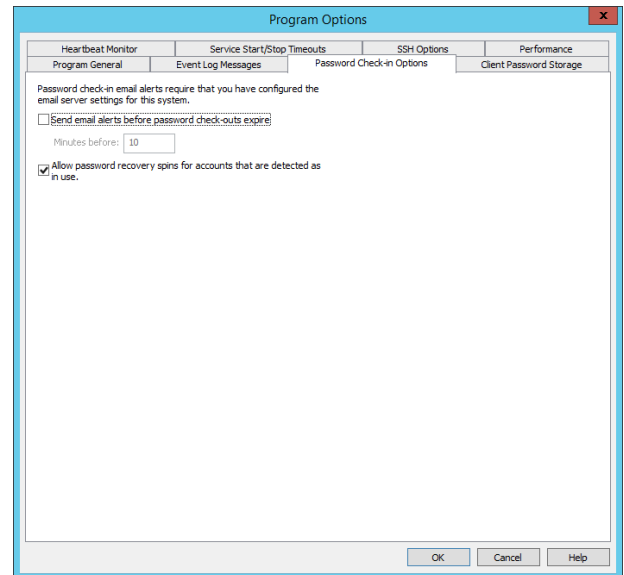 Program Options
x
Heartbeat Monitor Service Start/Stop Timeouts SSH Options Performance
Program General Event Log Messages Password Check-in Options Client Password Storage
Password check-in email alerts require that you have configured the
email server settings for this system.
Send email alerts before password check-outs expire
Minutes before: 10
Allow password recovery spins for accounts that are detected as
in use.
OK Cancel Help